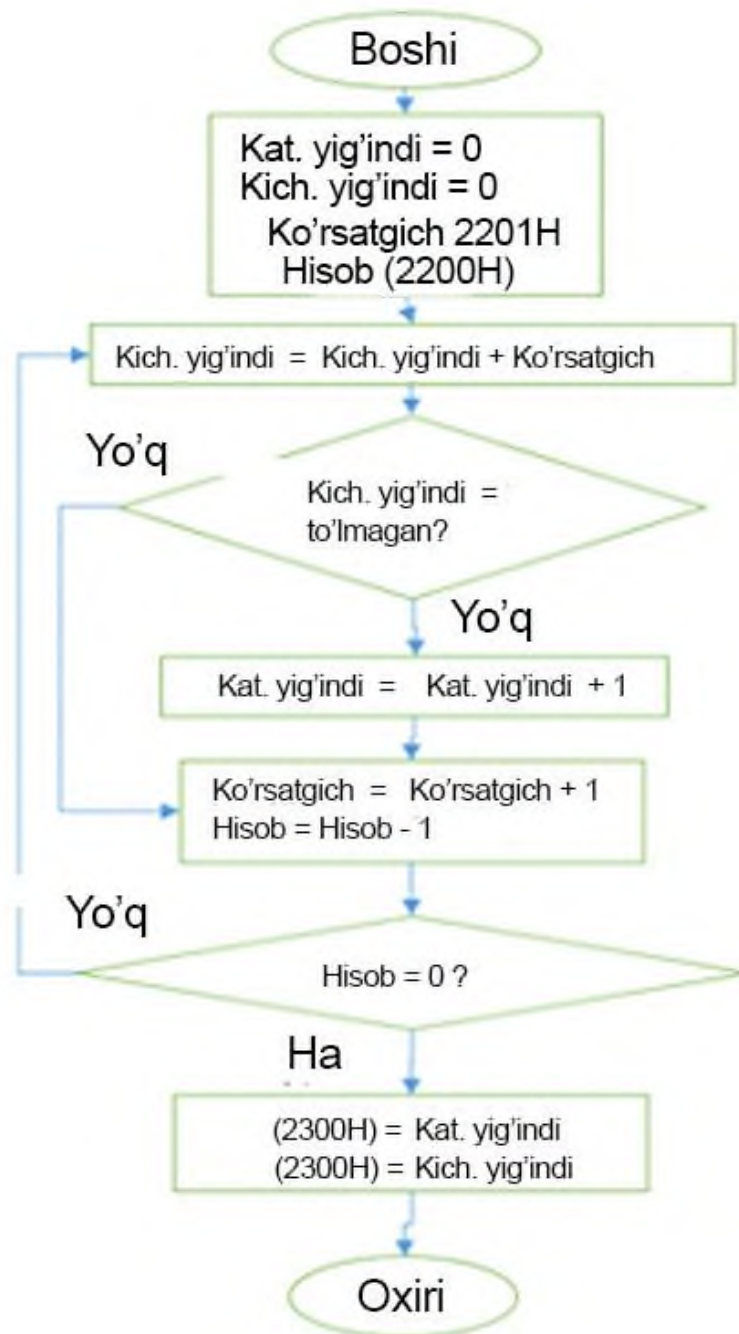 Boshi
Kat. yig’indi = 0
Kich. yig’indi = 0
Ko’rsatgich 2201H
Hisob (2200H)
Kich. yig’indi = Kich. yig’indi + Ko’rsatgich
Yo’q
Kich. yig’indi =
to’lmagan?
Yo’q
Kat. yig’indi = Kat. yig’indi + 1
Ko’rsatgich = Ko’rsatgich + 1
Hisob = Hisob - 1
Yo’q
Hisob = 0 ?
Ha
(2300H) = Kat. yig’indi
(2300H) = Kich. yig’indi
Oxiri